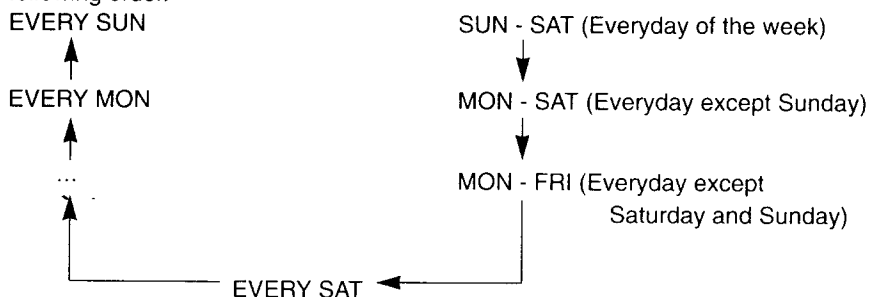 EVERY SUN
SUN - SAT (Everyday of the week)
EVERY MON
MON - SAT (Everyday except Sunday)
...
MON - FRI (Everyday except
Saturday and Sunday)
EVERY SAT